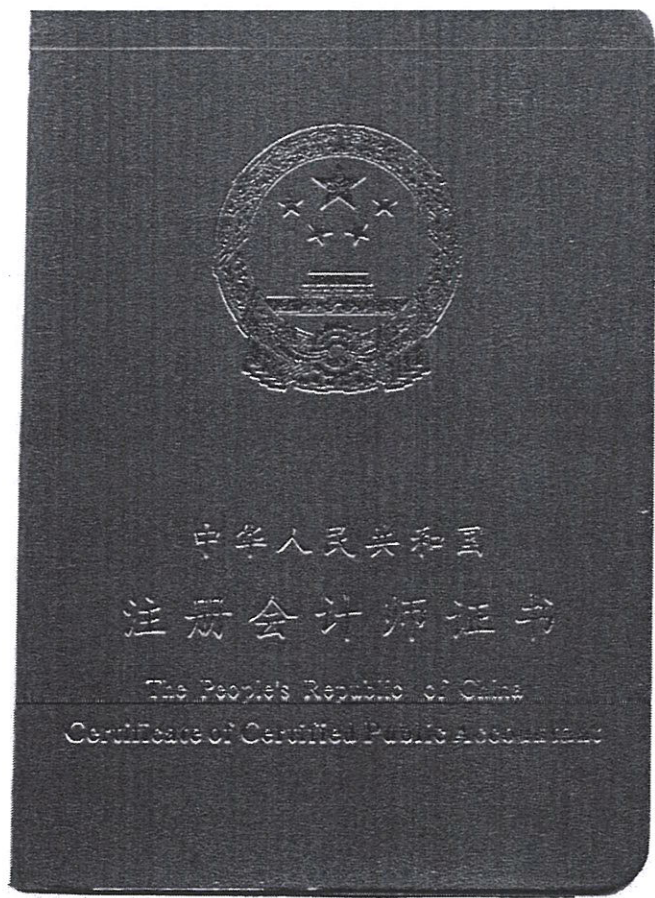 中华人民共和国
注册会计师证书
The People's Republic of China
Certificate of Certified Public Accountant